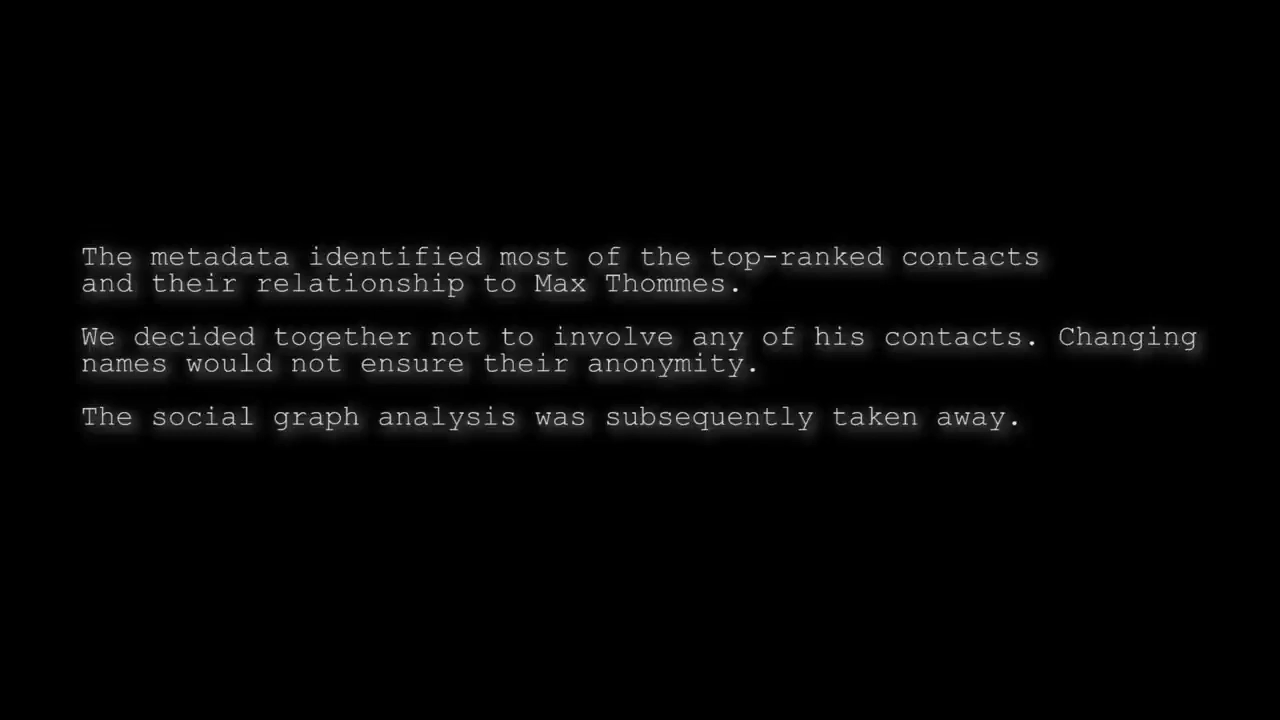 The metadata identified most of the top-ranked contacts
and their relationship to Max Thommes.
We decided together not to involve any of his contacts. Changing
names would not ensure their anonymity.
The social graph analysis was subsequently taken away.